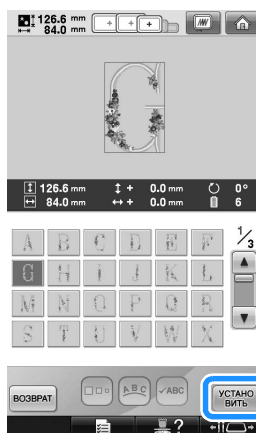 126.6 mm
84.0 mm
126.6 mm + 0.0 mm 0°
84.0 mm + 0.0 mm 6
1/3
A B C D E F
G H I J K L
M N O P Q R
S T U V W X
ABC ABC
ВОЗВРАТ
УСТАНО
ВИТЬ
?